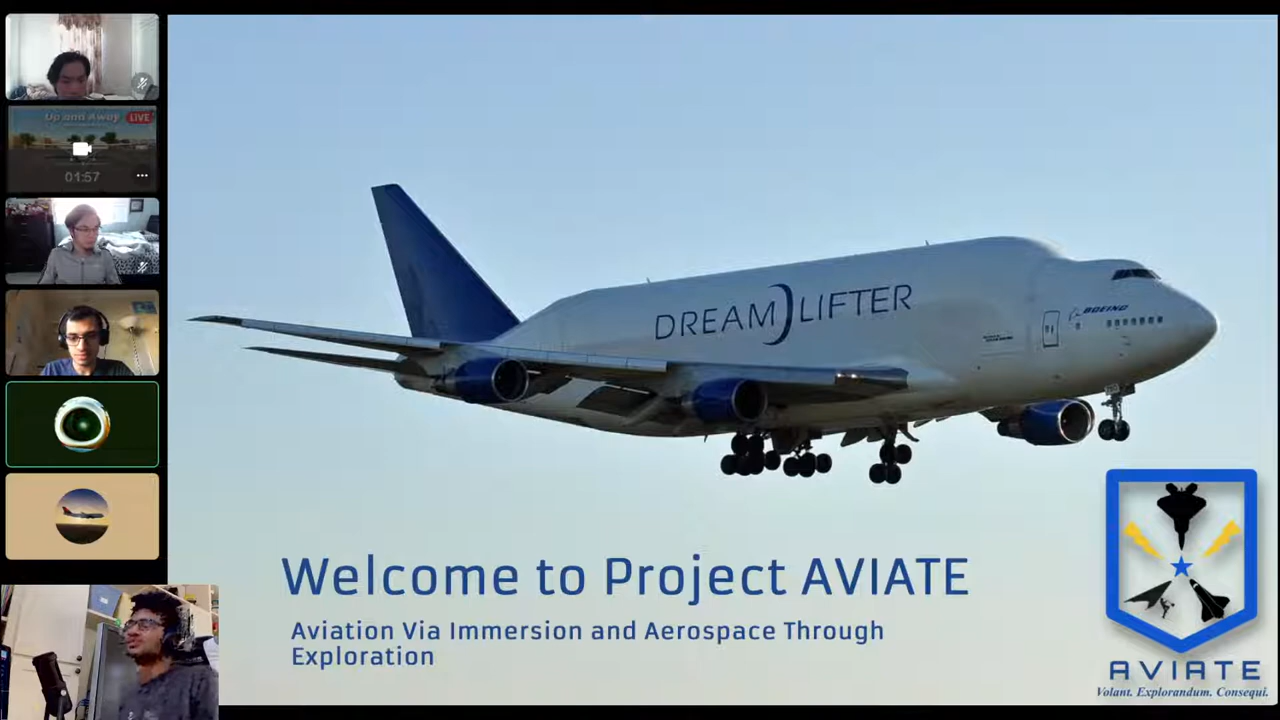 Up and Away
LIVE
01:57
DREAMLIFTER
BOEING
Welcome to Project AVIATE
Aviation Via Immersion and Aerospace Through
Exploration
AVIATE
Volant. Explorandum. Consequi.